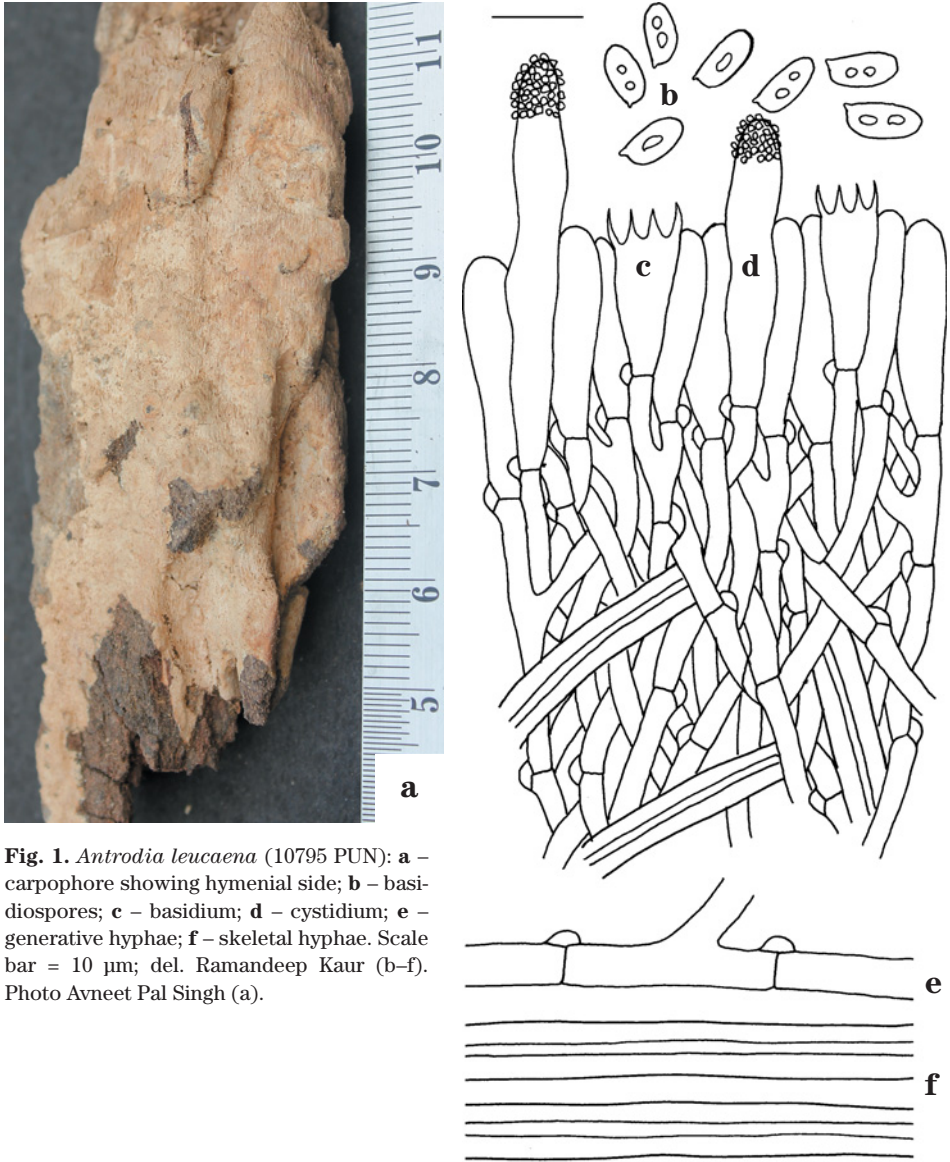 11
10
9
8
7
6
5
a
b
c
d
e
f
Fig. 1. Antrodia leucaena (10795 PUN): a –
carpophore showing hymenial side; b – basi-
diospores; c – basidium; d – cystidium; e –
generative hyphae; f – skeletal hyphae. Scale
bar = 10 μm; del. Ramandeep Kaur (b–f).
Photo Avneet Pal Singh (a).